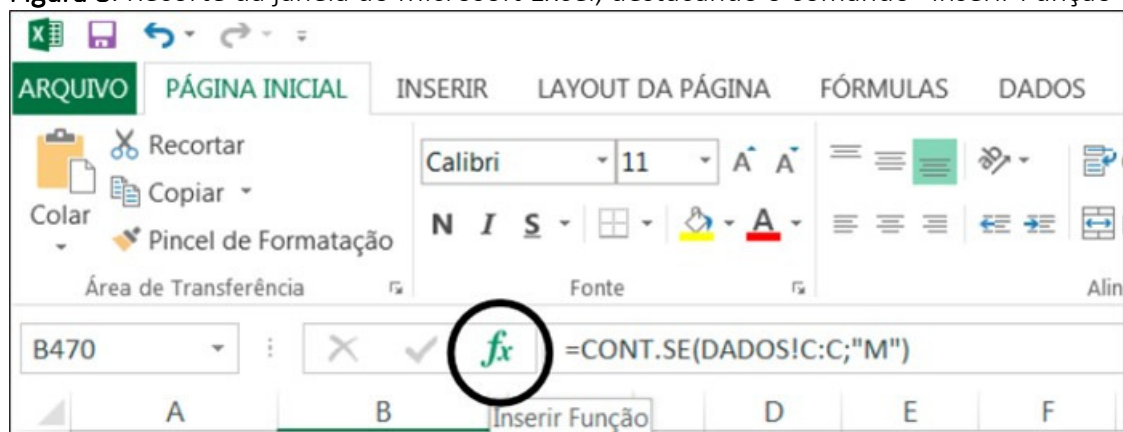 Figura 3: Recorte da janela do Microsoft Excel, destacando o comando "Inserir Função"
ARQUIVO PÁGINA INICIAL INSERIR LAYOUT DA PÁGINA FÓRMULAS DADOS
Recortar
Calibri 11 A A
Copiar
Colar
N I S A
Pincel de Formatação
Área de Transferência Fonte Alin
B470 fx =CONT.SE(DADOS!C:C;"M")
A B D E F
Inserir Função